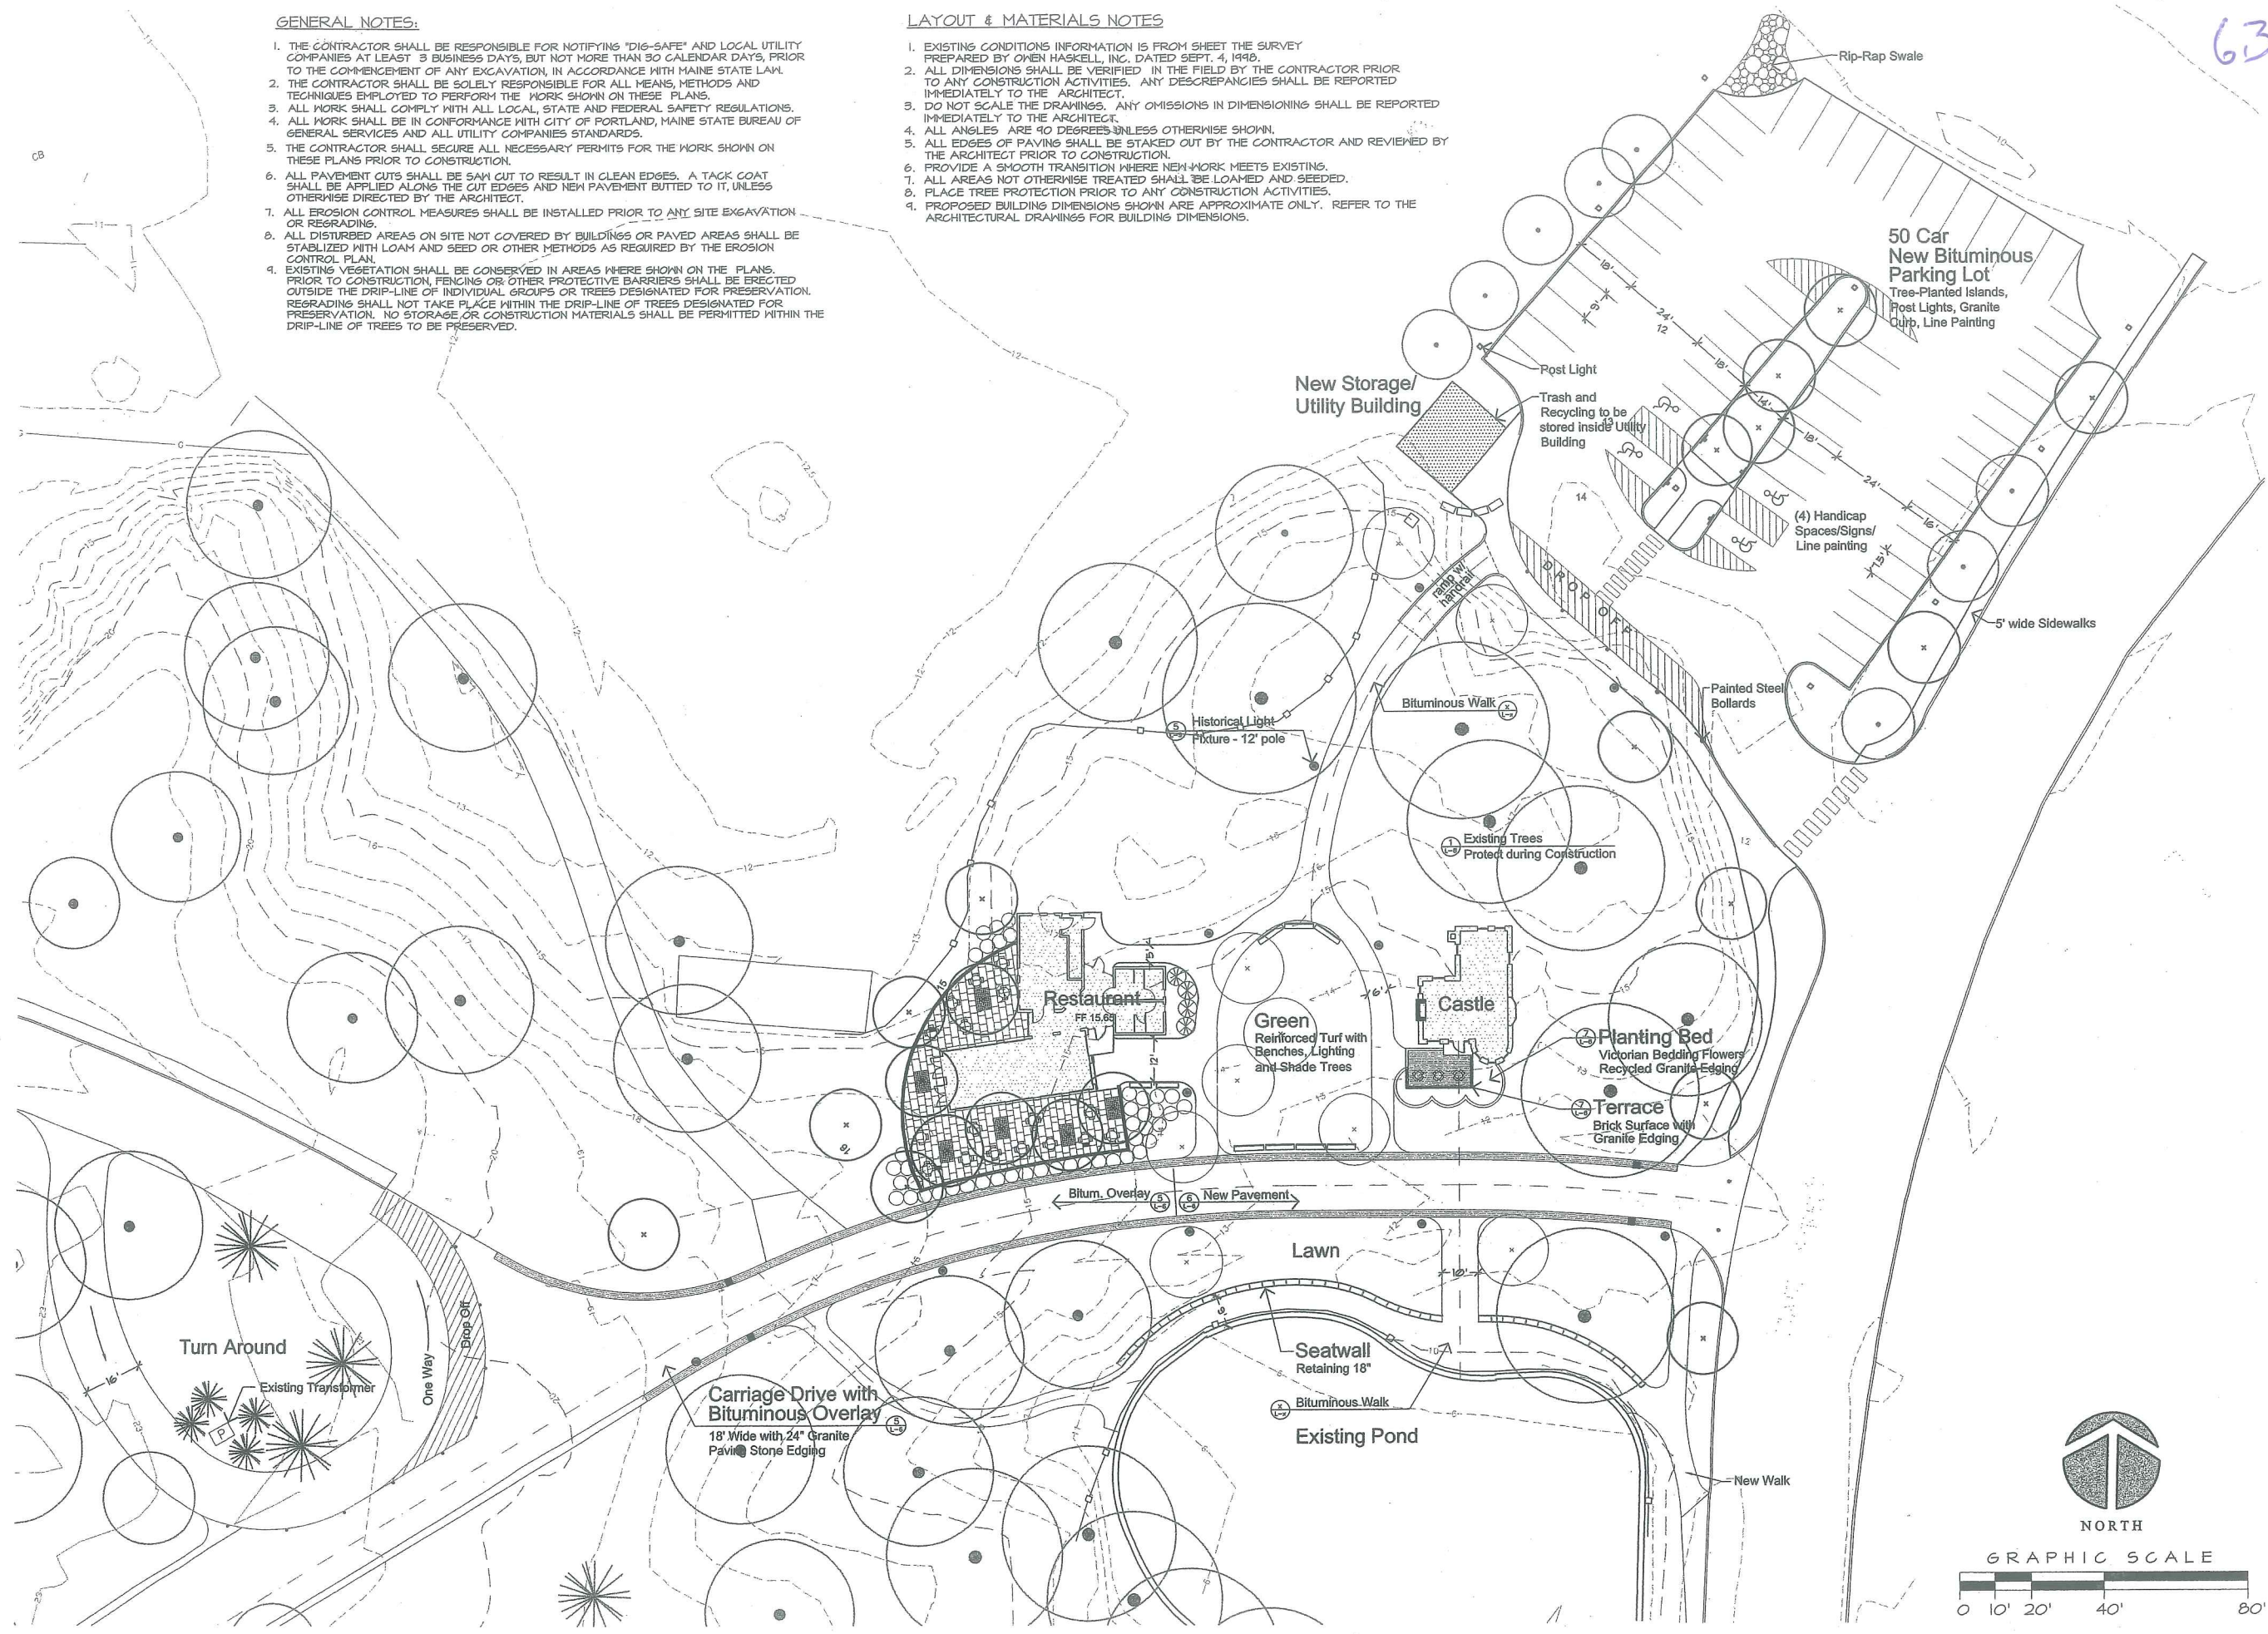 GENERAL NOTES:
1. THE CONTRACTOR SHALL BE RESPONSIBLE FOR NOTIFYING "DIG-SAFE" AND LOCAL UTILITY
COMPANIES AT LEAST 3 BUSINESS DAYS, BUT NOT MORE THAN 30 CALENDAR DAYS, PRIOR
TO THE COMMENCEMENT OF ANY EXCAVATION, IN ACCORDANCE WITH MAINE STATE LAW.
2. THE CONTRACTOR SHALL BE SOLELY RESPONSIBLE FOR ALL MEANS, METHODS AND
TECHNIQUES EMPLOYED TO PERFORM THE WORK SHOWN ON THESE PLANS.
3. ALL WORK SHALL COMPLY WITH ALL LOCAL, STATE AND FEDERAL SAFETY REGULATIONS.
4. ALL WORK SHALL BE IN CONFORMANCE WITH CITY OF PORTLAND, MAINE STATE BUREAU OF
GENERAL SERVICES AND ALL UTILITY COMPANIES STANDARDS.
5. THE CONTRACTOR SHALL SECURE ALL NECESSARY PERMITS FOR THE WORK SHOWN ON
THESE PLANS PRIOR TO CONSTRUCTION.
6. ALL PAVEMENT CUTS SHALL BE SAW CUT TO RESULT IN CLEAN EDGES. A TACK COAT
SHALL BE APPLIED ALONG THE CUT EDGES AND NEW PAVEMENT BUTTED TO IT, UNLESS
OTHERWISE DIRECTED BY THE ARCHITECT.
7. ALL EROSION CONTROL MEASURES SHALL BE INSTALLED PRIOR TO ANY SITE EXCAVATION
OR REGRADING.
8. ALL DISTURBED AREAS ON SITE NOT COVERED BY BUILDINGS OR PAVED AREAS SHALL BE
STABLIZED WITH LOAM AND SEED OR OTHER METHODS AS REQUIRED BY THE EROSION
CONTROL PLAN.
9. EXISTING VEGETATION SHALL BE CONSERVED IN AREAS WHERE SHOWN ON THE PLANS.
PRIOR TO CONSTRUCTION, FENCING OR OTHER PROTECTIVE BARRIERS SHALL BE ERECTED
OUTSIDE THE DRIP-LINE OF INDIVIDUAL GROUPS OR TREES DESIGNATED FOR PRESERVATION.
REGRADING SHALL NOT TAKE PLACE WITHIN THE DRIP-LINE OF TREES DESIGNATED FOR
PRESERVATION. NO STORAGE OR CONSTRUCTION MATERIALS SHALL BE PERMITTED WITHIN THE
DRIP-LINE OF TREES TO BE PRESERVED.
LAYOUT & MATERIALS NOTES
1. EXISTING CONDITIONS INFORMATION IS FROM SHEET THE SURVEY
PREPARED BY OWEN HASKELL, INC. DATED SEPT. 4, 1998.
2. ALL DIMENSIONS SHALL BE VERIFIED IN THE FIELD BY THE CONTRACTOR PRIOR
TO ANY CONSTRUCTION ACTIVITIES. ANY DESCREPANCIES SHALL BE REPORTED
IMMEDIATELY TO THE ARCHITECT.
3. DO NOT SCALE THE DRAWINGS. ANY OMISSIONS IN DIMENSIONING SHALL BE REPORTED
IMMEDIATELY TO THE ARCHITECT.
4. ALL ANGLES ARE 90 DEGREES UNLESS OTHERWISE SHOWN.
5. ALL EDGES OF PAVING SHALL BE STAKED OUT BY THE CONTRACTOR AND REVIEWED BY
THE ARCHITECT PRIOR TO CONSTRUCTION.
6. PROVIDE A SMOOTH TRANSITION WHERE NEW WORK MEETS EXISTING.
7. ALL AREAS NOT OTHERWISE TREATED SHALL BE LOAMED AND SEEDED.
8. PLACE TREE PROTECTION PRIOR TO ANY CONSTRUCTION ACTIVITIES.
9. PROPOSED BUILDING DIMENSIONS SHOWN ARE APPROXIMATE ONLY. REFER TO THE
ARCHITECTURAL DRAWINGS FOR BUILDING DIMENSIONS.
63
Rip-Rap Swale
CB
50 Car
New Bituminous
Parking Lot
Tree-Planted Islands,
Post Lights, Granite
Curb, Line Painting
18'
9'
24'
12
18'
14'
18'
24'
16'
7.5'
Post Light
New Storage/
Utility Building
Trash and
Recycling to be
stored inside Utility
Building
13
14
(4) Handicap
Spaces/Signs/
Line painting
DROP OFF
ramp w/
handrail
5' wide Sidewalks
Painted Steel
Bollards
Bituminous Walk
Historical Light
Fixture - 12' pole
Existing Trees
Protect during Construction
12
Restaurant
FF 15.65
15'
12'
6'
Green
Reinforced Turf with
Benches, Lighting
and Shade Trees
Castle
Planting Bed
Victorian Bedding Flowers
Recycled Granite Edging
Terrace
Brick Surface with
Granite Edging
18
Bitum. Overlay
New Pavement
Lawn
10'
6'
Seatwall
Retaining 18"
Bituminous Walk
Existing Pond
Turn Around
16'
Existing Transformer
P
One Way
Drop Off
Carriage Drive with
Bituminous Overlay
18' Wide with 24" Granite
Paving Stone Edging
New Walk
NORTH
GRAPHIC SCALE
0 10' 20' 40' 80'